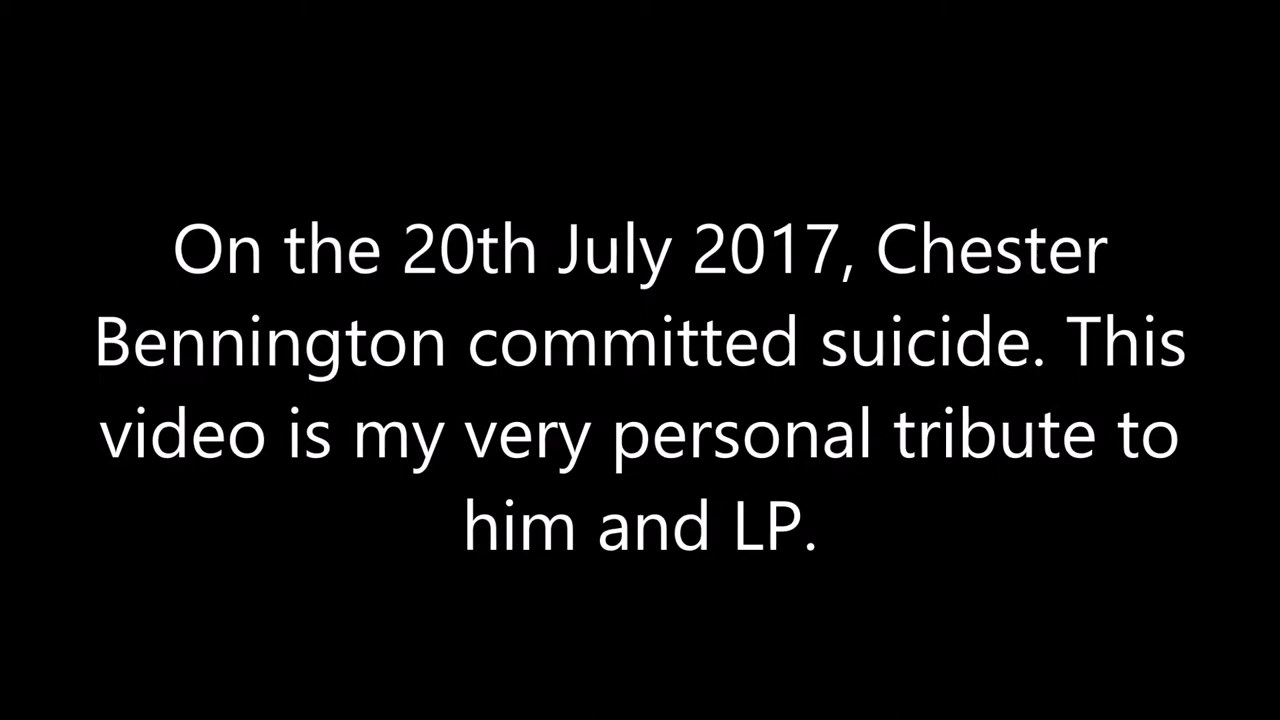 On the 20th July 2017, Chester
Bennington committed suicide. This
video is my very personal tribute to
him and LP.